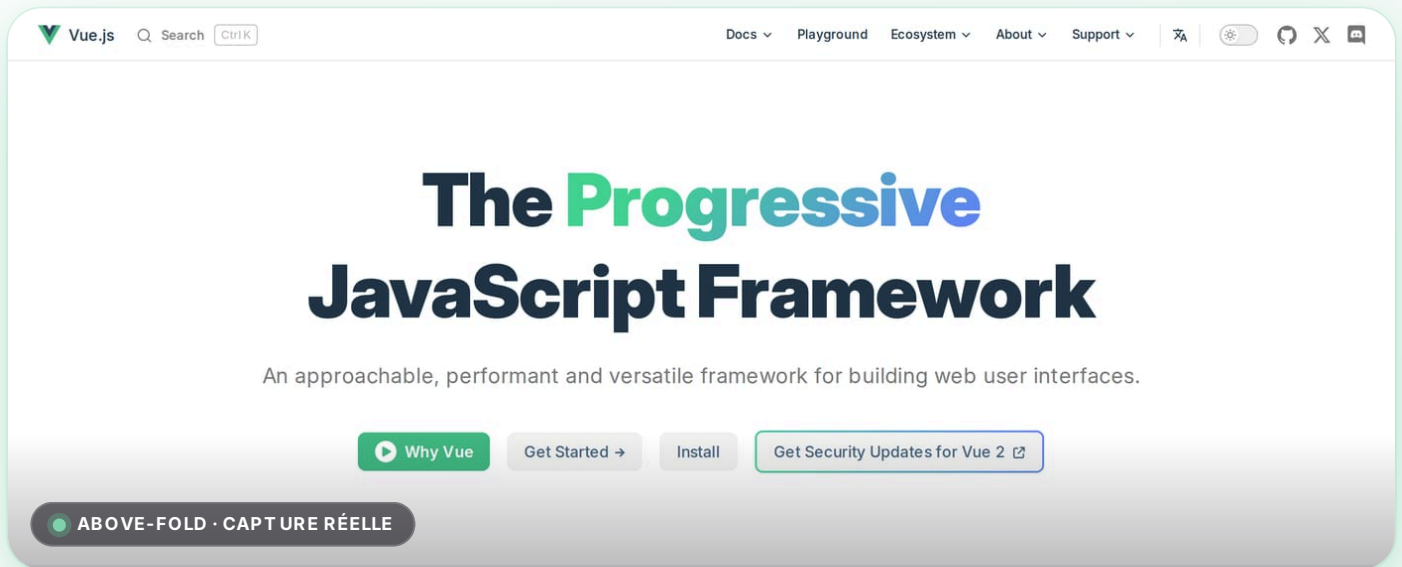 Vue.js Search Ctrl K Docs Playground Ecosystem About Support
The Progressive
JavaScript Framework
An approachable, performant and versatile framework for building web user interfaces.
Why Vue Get Started → Install Get Security Updates for Vue 2
ABOVE-FOLD · CAPTURE RÉELLE